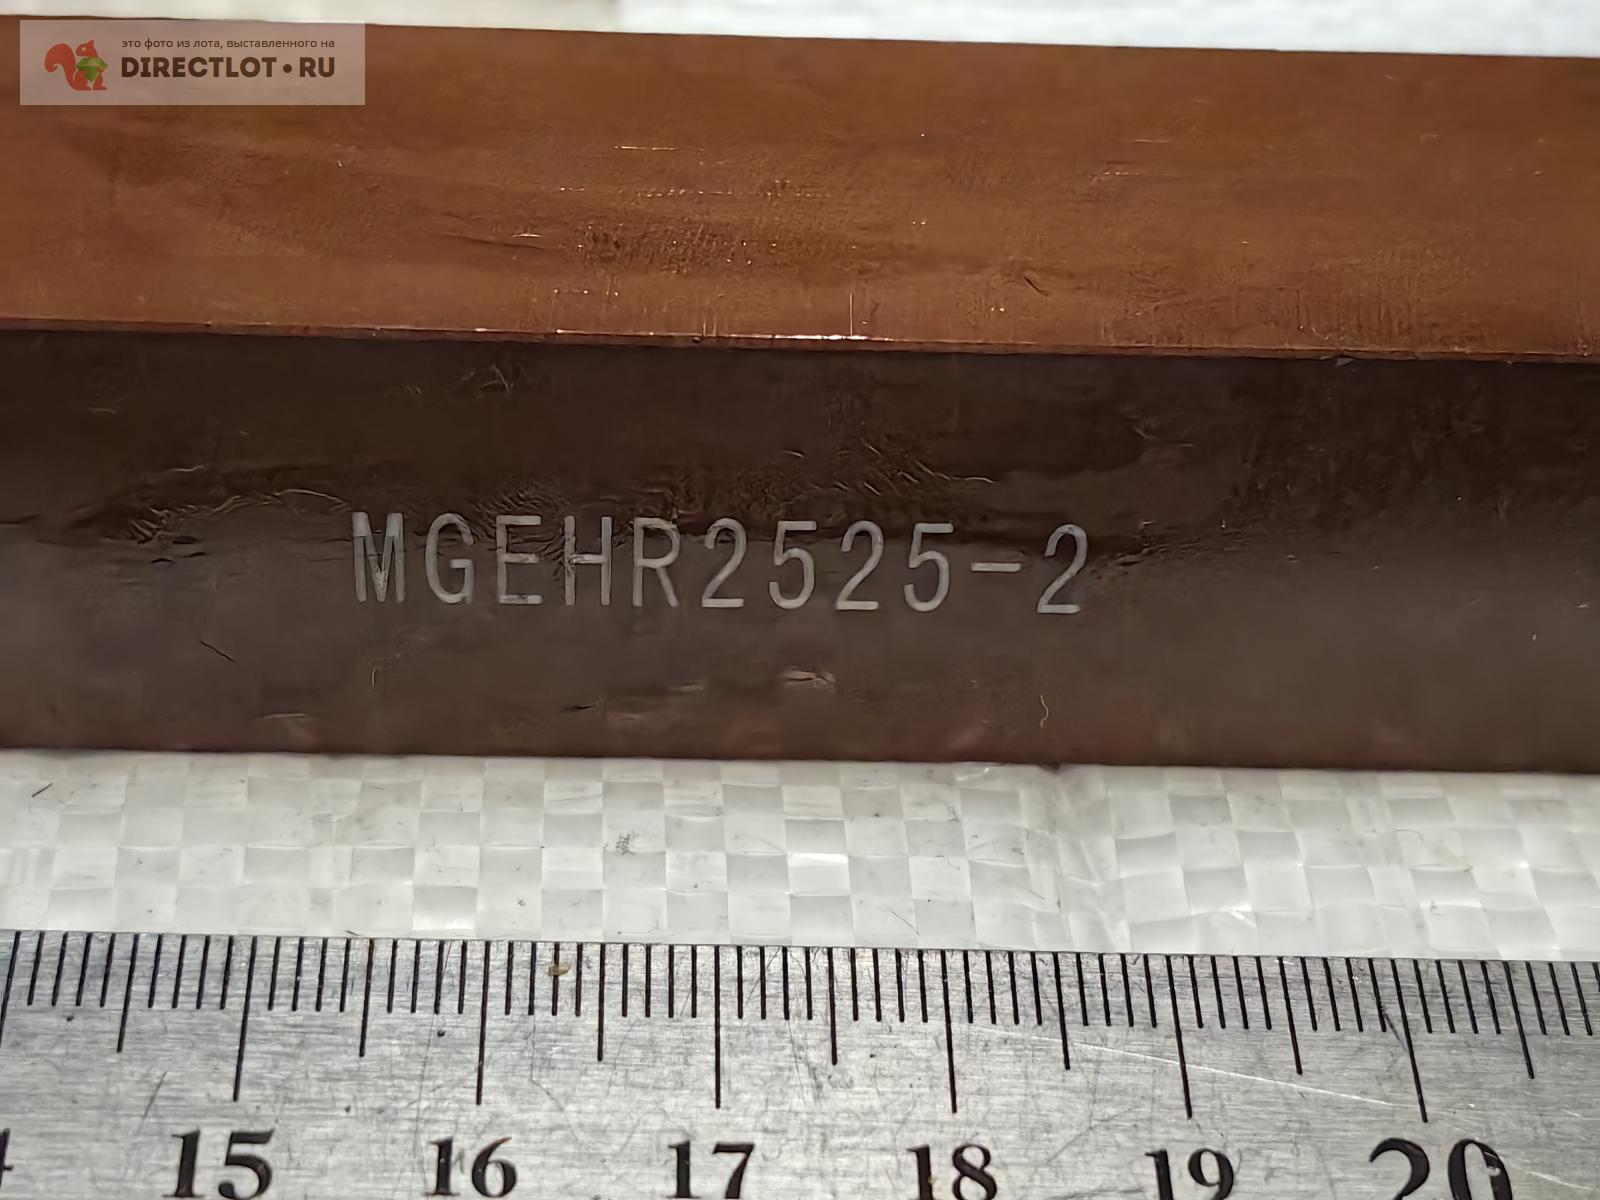 это фото из лота, выставленного на
DIRECTLOT•RU
MGEHR2525-2
15 16 17 18 19 20